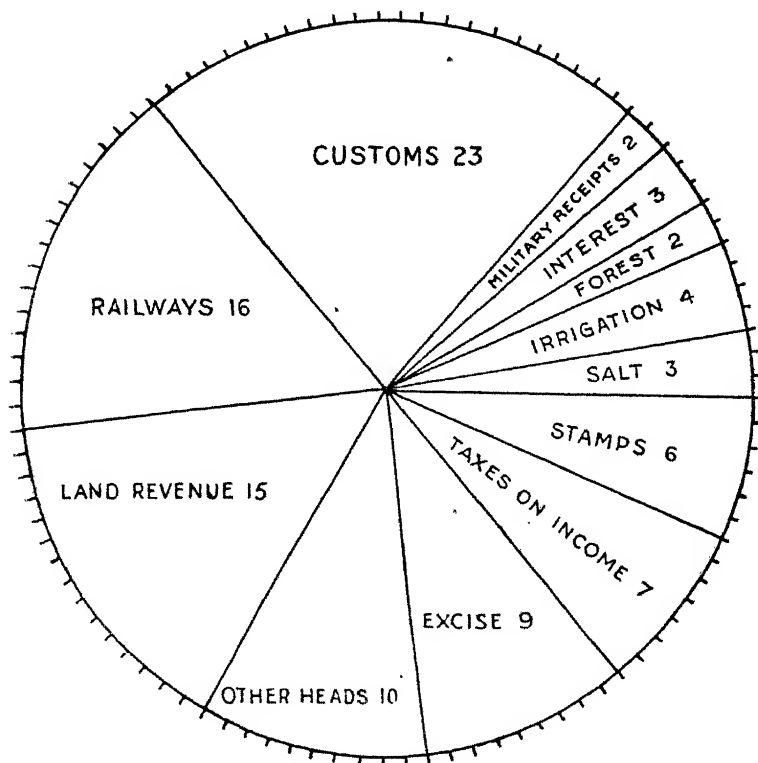 CUSTOMS 23
MILITARY RECEIPTS 2
INTEREST 3
FOREST 2
IRRIGATION 4
SALT 3
STAMPS 6
TAXES ON INCOME 7
EXCISE 9
OTHER HEADS 10
LAND REVENUE 15
RAILWAYS 16